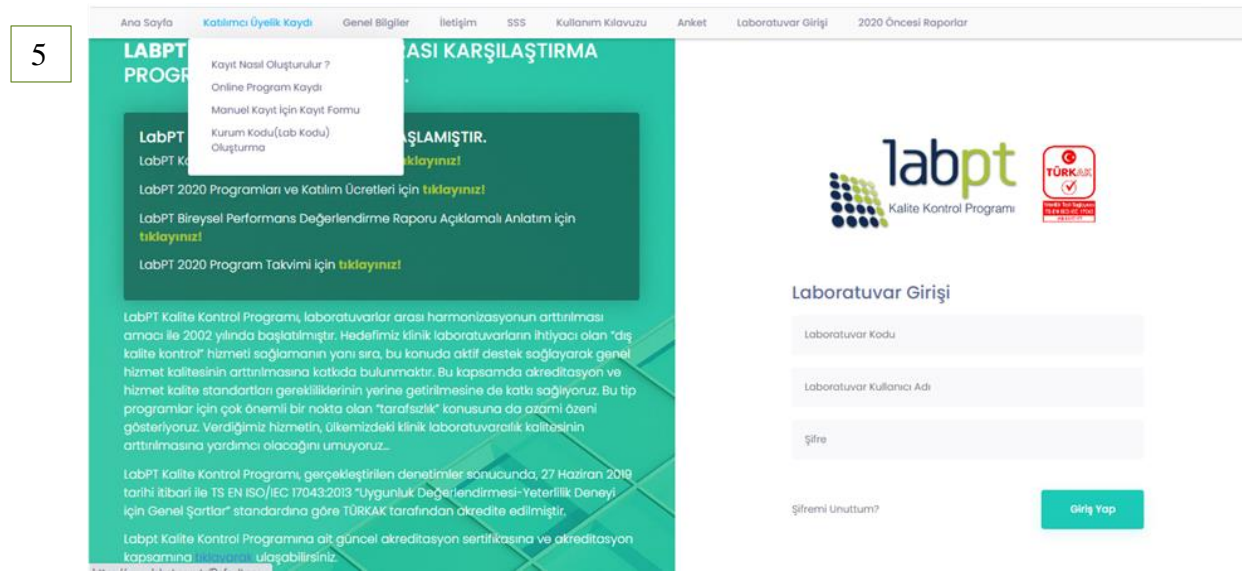 5
Ana Sayfa Katılımcı Üyelik Kaydı Genel Bilgiler İletişim SSS Kullanım Kılavuzu Anket Laboratuvar Girişi 2020 Öncesi Raporlar
Kayıt Nasıl Oluşturulur ?
Online Program Kaydı
Manuel Kayıt İçin Kayıt Formu
Kurum Kodu(Lab Kodu)
Oluşturma
LABPT ASI KARŞILAŞTIRMA
PROGR
LabPT AŞLAMIŞTIR.
LabPT Ko ıklayınız!
LabPT 2020 Programları ve Katılım Ücretleri için tıklayınız!
LabPT Bireysel Performans Değerlendirme Raporu Açıklamalı Anlatım için
tıklayınız!
LabPT 2020 Program Takvimi için tıklayınız!
LabPT Kalite Kontrol Programı, laboratuvarlar arası harmonizasyonun arttırılması
amacı ile 2002 yılında başlatılmıştır. Hedefimiz klinik laboratuvarların ihtiyacı olan "dış
kalite kontrol" hizmeti sağlamanın yanı sıra, bu konuda aktif destek sağlayarak genel
hizmet kalitesinin arttırılmasına katkıda bulunmaktır. Bu kapsamda akreditasyon ve
hizmet kalite standartları gerekliliklerinin yerine getirilmesine de katkı sağlıyoruz. Bu tip
programlar için çok önemli bir nokta olan "tarafsızlık" konusuna da azami özeni
gösteriyoruz. Verdiğimiz hizmetin, ülkemizdeki klinik laboratuvarcılık kalitesinin
arttırılmasına yardımcı olacağını umuyoruz...
LabPT Kalite Kontrol Programı, gerçekleştirilen denetimler sonucunda, 27 Haziran 2019
tarihi itibari ile TS EN ISO/IEC 17043:2013 "Uygunluk Değerlendirmesi-Yeterlilik Deneyi
için Genel Şartlar" standardına göre TÜRKAK tarafından akredite edilmiştir.
Labpt Kalite Kontrol Programına ait güncel akreditasyon sertifikasına ve akreditasyon
kapsamına tıklayarak ulaşabilirsiniz.
labpt
Kalite Kontrol Programı
TÜRKAK
Laboratuvar Girişi
Laboratuvar Kodu
Laboratuvar Kullanıcı Adı
Şifre
Şifremi Unuttum?
Giriş Yap